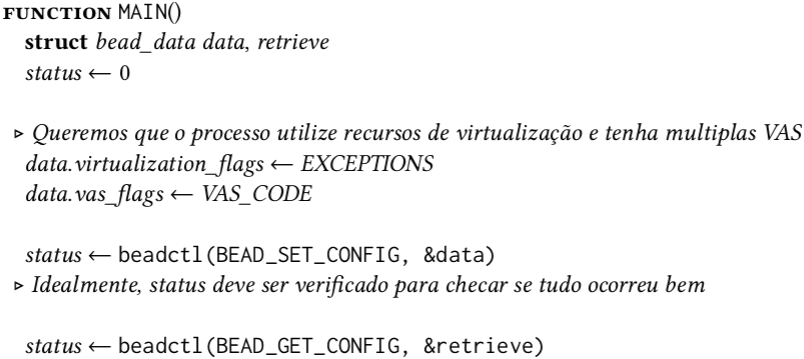 FUNCTION MAIN()
struct bead_data data, retrieve
status ← 0
▹ Queremos que o processo utilize recursos de virtualização e tenha multiplas VAS
data.virtualization_flags ← EXCEPTIONS
data.vas_flags ← VAS_CODE
status ← beadctl(BEAD_SET_CONFIG, &data)
▹ Idealmente, status deve ser verificado para checar se tudo ocorreu bem
status ← beadctl(BEAD_GET_CONFIG, &retrieve)